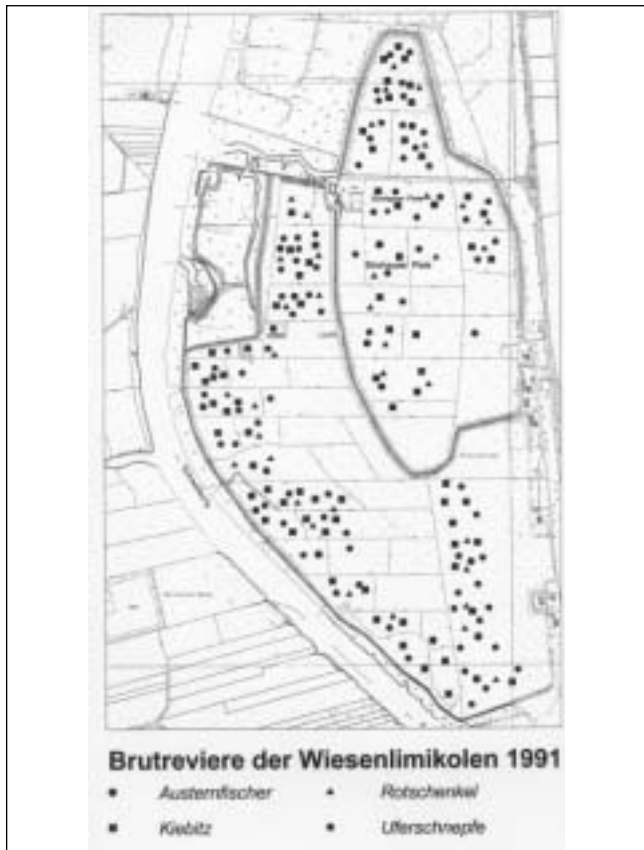 Brutreviere der Wiesenlimikolen 1991
Austernfischer
Rotschenkel
Kiebitz
Uferschnepfe